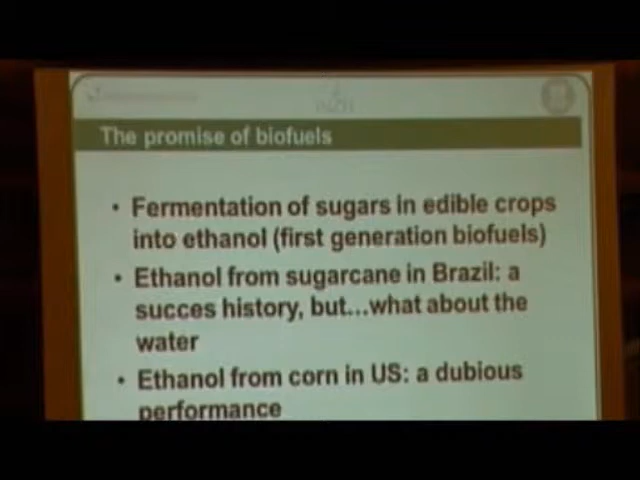 The promise of biofuels
• Fermentation of sugars in edible crops
into ethanol (first generation biofuels)
• Ethanol from sugarcane in Brazil: a
succes history, but...what about the
water
• Ethanol from corn in US: a dubious
performance